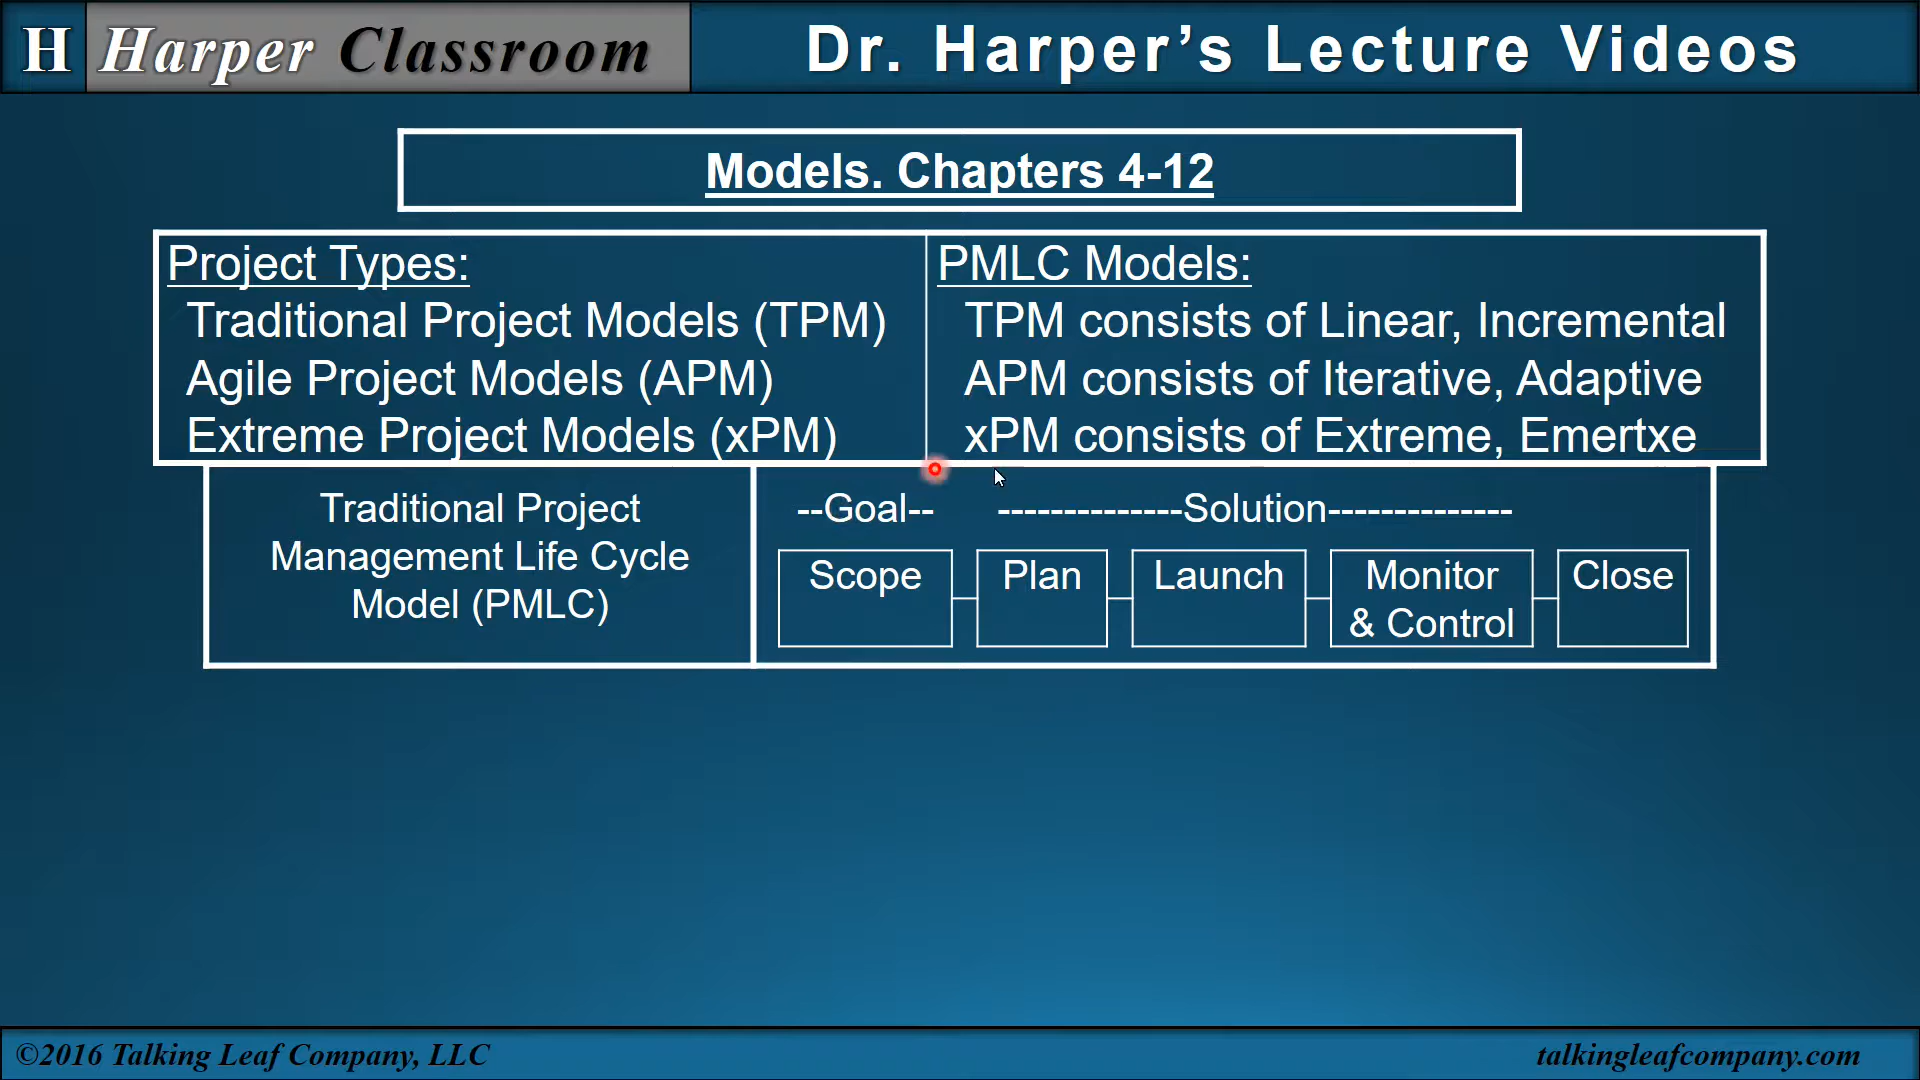 H Harper Classroom
Dr. Harper’s Lecture Videos
Models. Chapters 4-12
Project Types:
Traditional Project Models (TPM)
Agile Project Models (APM)
Extreme Project Models (xPM)
PMLC Models:
TPM consists of Linear, Incremental
APM consists of Iterative, Adaptive
xPM consists of Extreme, Emertxe
Traditional Project
Management Life Cycle
Model (PMLC)
--Goal-- --------------Solution--------------
Scope
Plan
Launch
Monitor
& Control
Close
©2016 Talking Leaf Company, LLC
talkingleafcompany.com